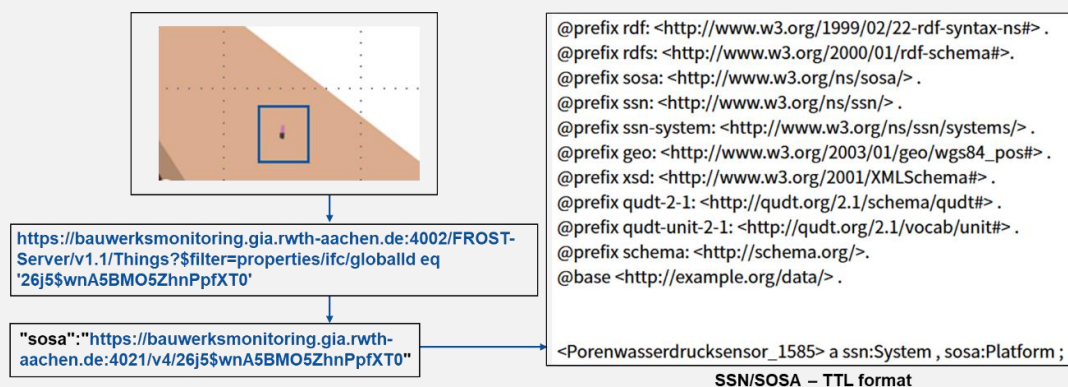 https://bauwerksmonitoring.gia.rwth-aachen.de:4002/FROST-
Server/v1.1/Things?$filter=properties/ifc/globalId eq
'26j5$wnA5BMO5ZhnPpfXT0'
"sosa":"https://bauwerksmonitoring.gia.rwth-
aachen.de:4021/v4/26j5$wnA5BMO5ZhnPpfXT0"
@prefix rdf: <http://www.w3.org/1999/02/22-rdf-syntax-ns#> .
@prefix rdfs: <http://www.w3.org/2000/01/rdf-schema#>.
@prefix sosa: <http://www.w3.org/ns/sosa/> .
@prefix ssn: <http://www.w3.org/ns/ssn/> .
@prefix ssn-system: <http://www.w3.org/ns/ssn/systems/> .
@prefix geo: <http://www.w3.org/2003/01/geo/wgs84_pos#> .
@prefix xsd: <http://www.w3.org/2001/XMLSchema#> .
@prefix qudt-2-1: <http://qudt.org/2.1/schema/qudt#> .
@prefix qudt-unit-2-1: <http://qudt.org/2.1/vocab/unit#> .
@prefix schema: <http://schema.org/>.
@base <http://example.org/data/> .
<Porenwasserdrucksensor_1585> a ssn:System , sosa:Platform ;
SSN/SOSA – TTL format